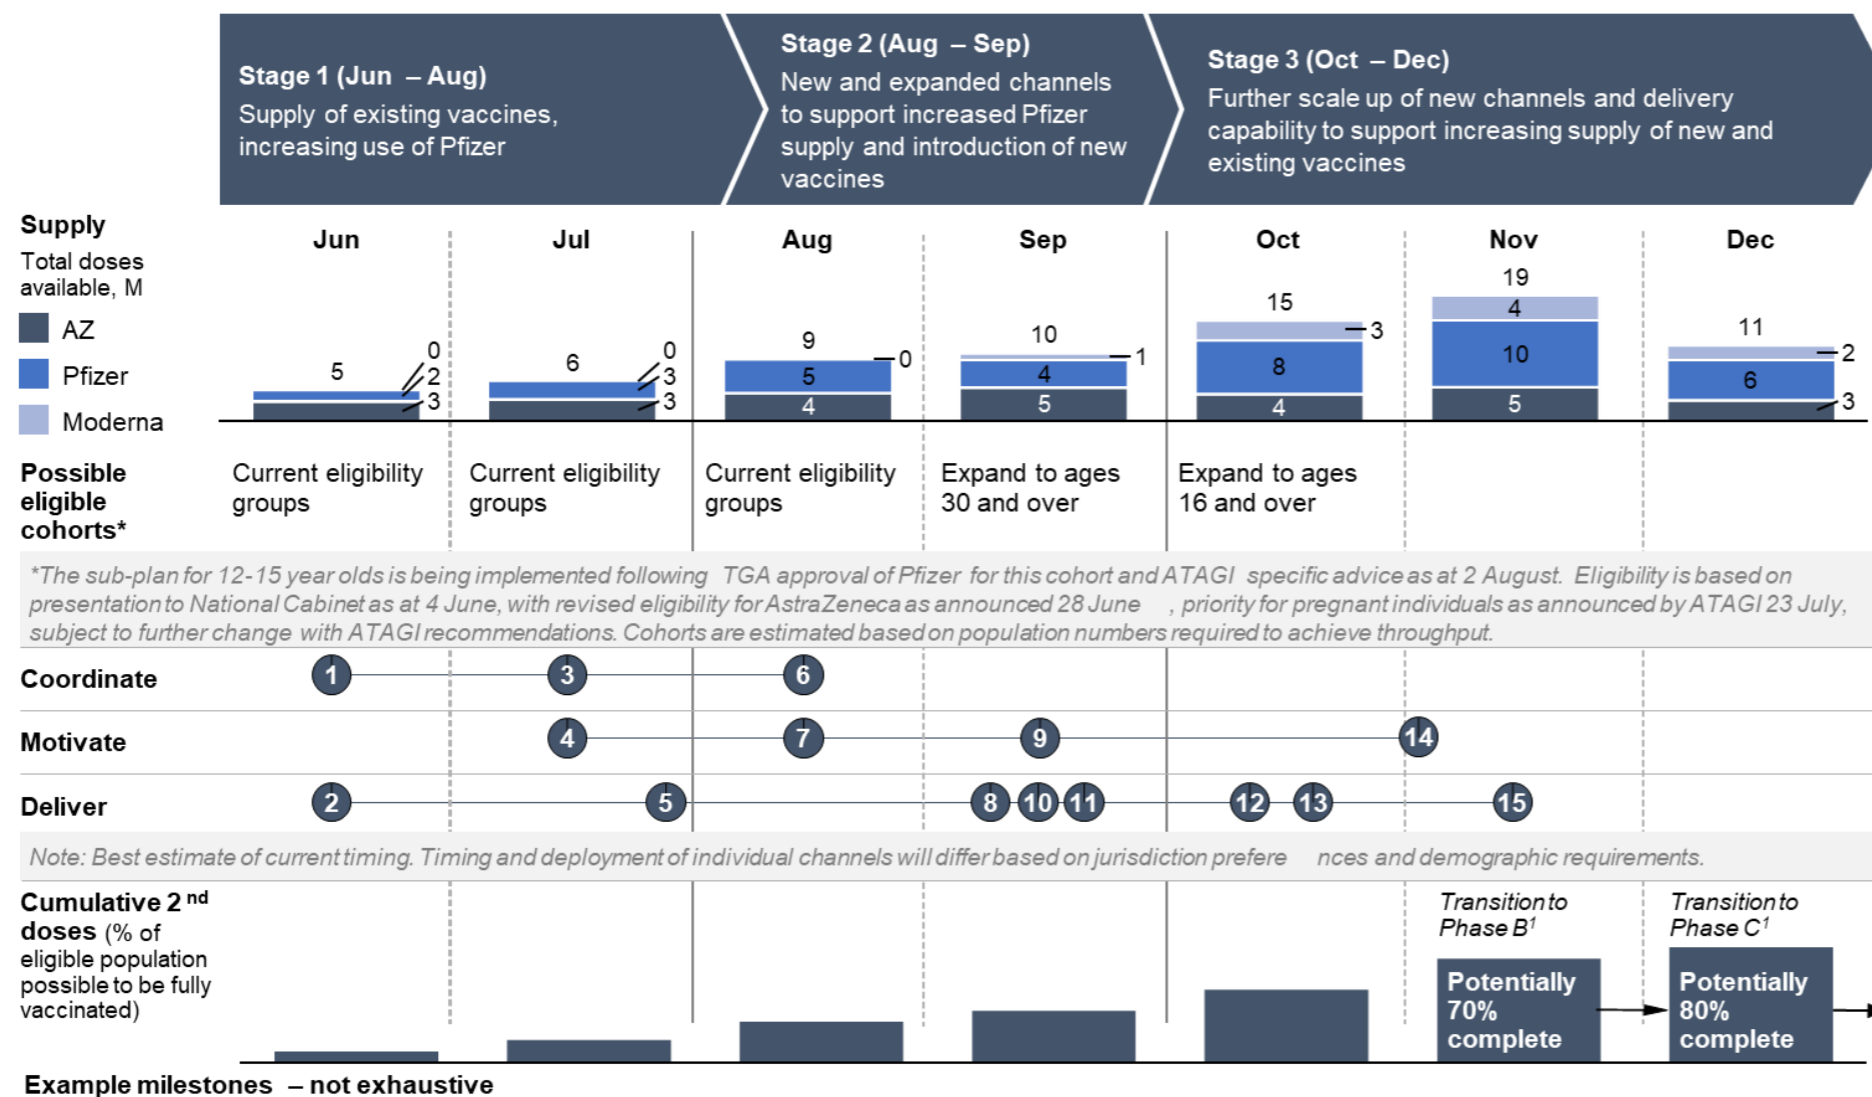 Stage 1 (Jun – Aug)
Supply of existing vaccines,
increasing use of Pfizer
Stage 2 (Aug – Sep)
New and expanded channels
to support increased Pfizer
supply and introduction of new
vaccines
Stage 3 (Oct – Dec)
Further scale up of new channels and delivery
capability to support increasing supply of new and
existing vaccines
Supply
Total doses
available, M
AZ
Pfizer
Moderna
Jun
Jul
Aug
Sep
Oct
Nov
Dec
5
0
2
3
6
0
3
3
9
0
5
4
10
1
4
5
15
3
8
4
19
4
10
5
11
2
6
3
Possible
eligible
cohorts*
Current eligibility
groups
Current eligibility
groups
Current eligibility
groups
Expand to ages
30 and over
Expand to ages
16 and over
*The sub-plan for 12-15 year olds is being implemented following TGA approval of Pfizer for this cohort and ATAGI specific advice as at 2 August. Eligibility is based on
presentation to National Cabinet as at 4 June, with revised eligibility for AstraZeneca as announced 28 June , priority for pregnant individuals as announced by ATAGI 23 July,
subject to further change with ATAGI recommendations. Cohorts are estimated based on population numbers required to achieve throughput.
Coordinate
1
3
6
Motivate
4
7
9
14
Deliver
2
5
8
10
11
12
13
15
Note: Best estimate of current timing. Timing and deployment of individual channels will differ based on jurisdiction prefere nces and demographic requirements.
Cumulative 2nd
doses (% of
eligible population
possible to be fully
vaccinated)
Transition to
Phase B1
Potentially
70%
complete
Transition to
Phase C1
Potentially
80%
complete
Example milestones – not exhaustive